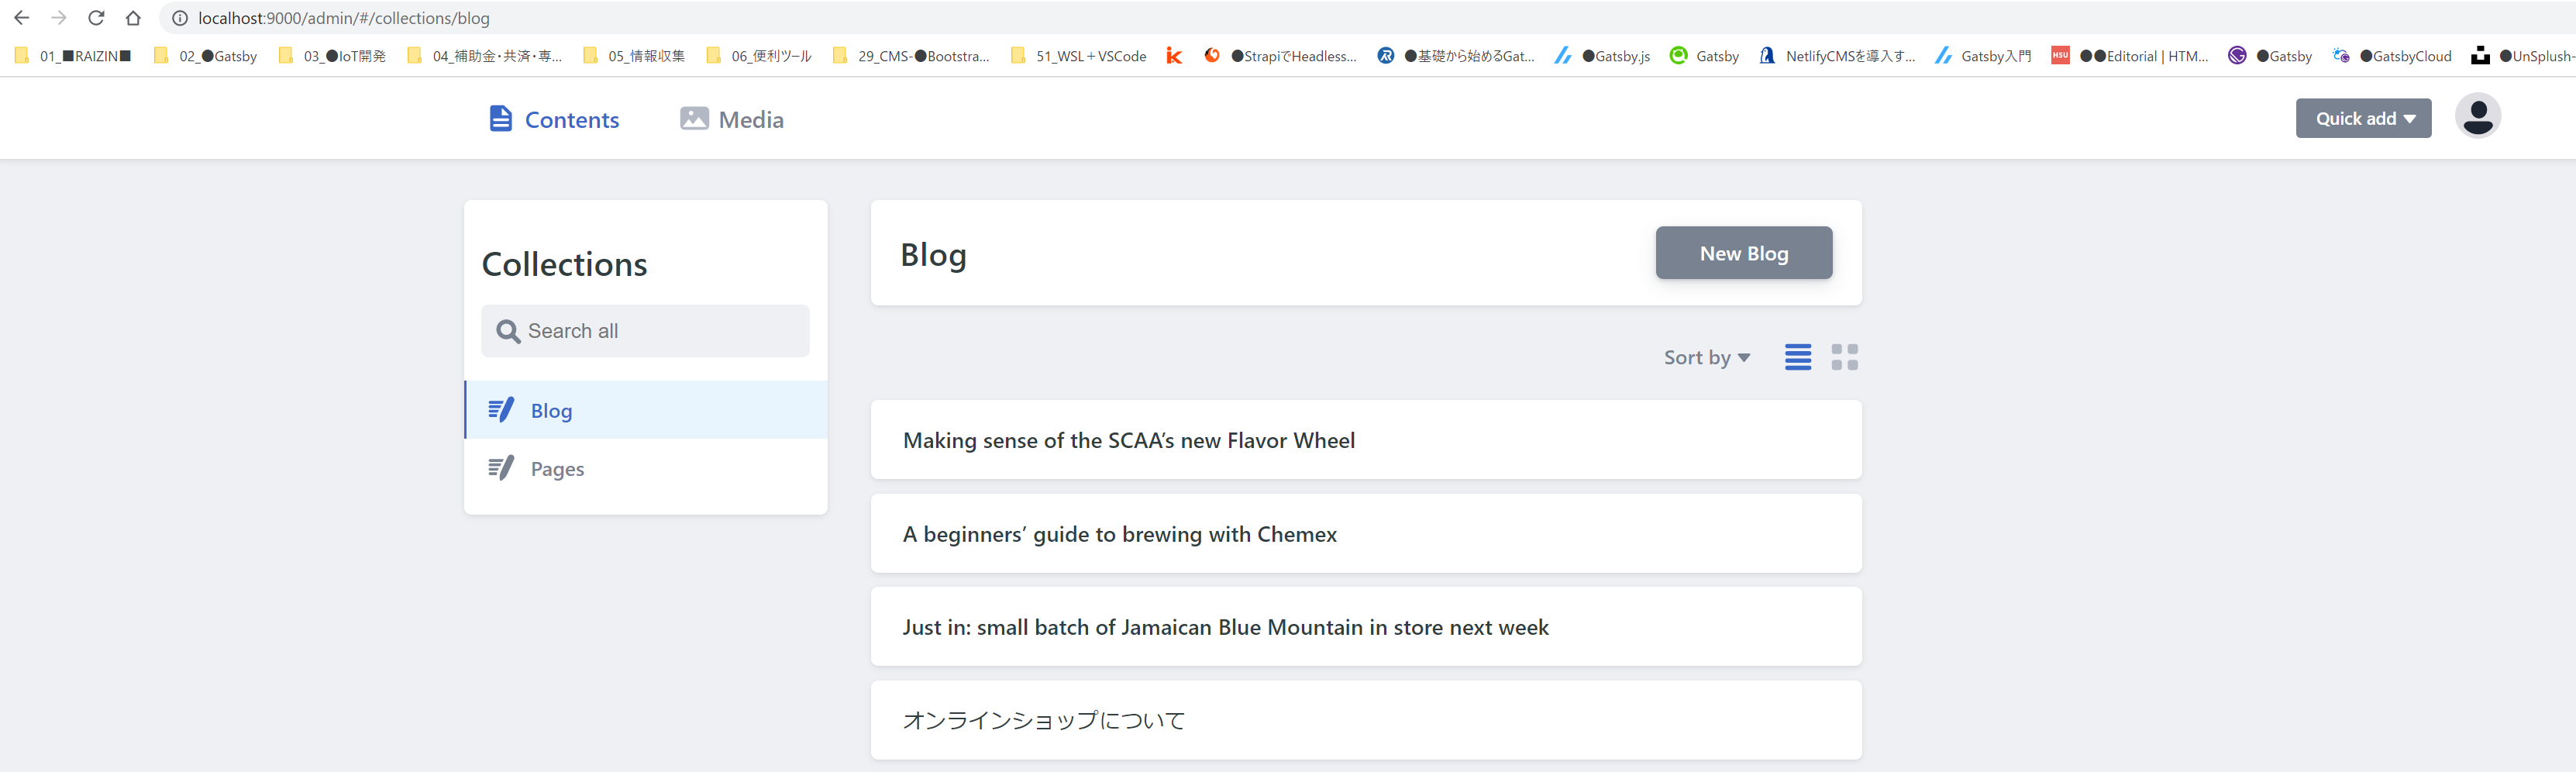 localhost:9000/admin/#/collections/blog
01_■RAIZIN■ 02_●Gatsby 03_●IoT開発 04_補助金・共済・専... 05_情報収集 06_便利ツール 29_CMS-●Bootstra... 51_WSL＋VSCode ●StrapiでHeadless... ●基礎から始めるGat... ●Gatsby.js Gatsby NetlifyCMSを導入す... Gatsby入門 HSU ●●Editorial | HTM... ●Gatsby ●GatsbyCloud ●UnSplush-
Contents Media Quick add
Collections
Search all
Blog
Pages
Blog New Blog
Sort by
Making sense of the SCAA’s new Flavor Wheel
A beginners’ guide to brewing with Chemex
Just in: small batch of Jamaican Blue Mountain in store next week
オンラインショップについて